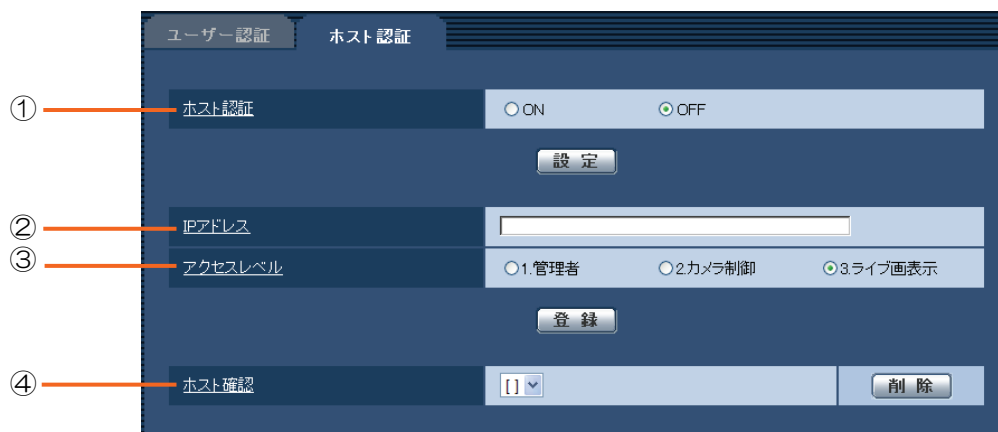 ユーザー認証 ホスト認証
① ホスト認証 ON OFF
設 定
② IPアドレス
③ アクセスレベル 1.管理者 2.カメラ制御 3.ライブ画表示
登 録
④ ホスト確認 [ ] 削 除